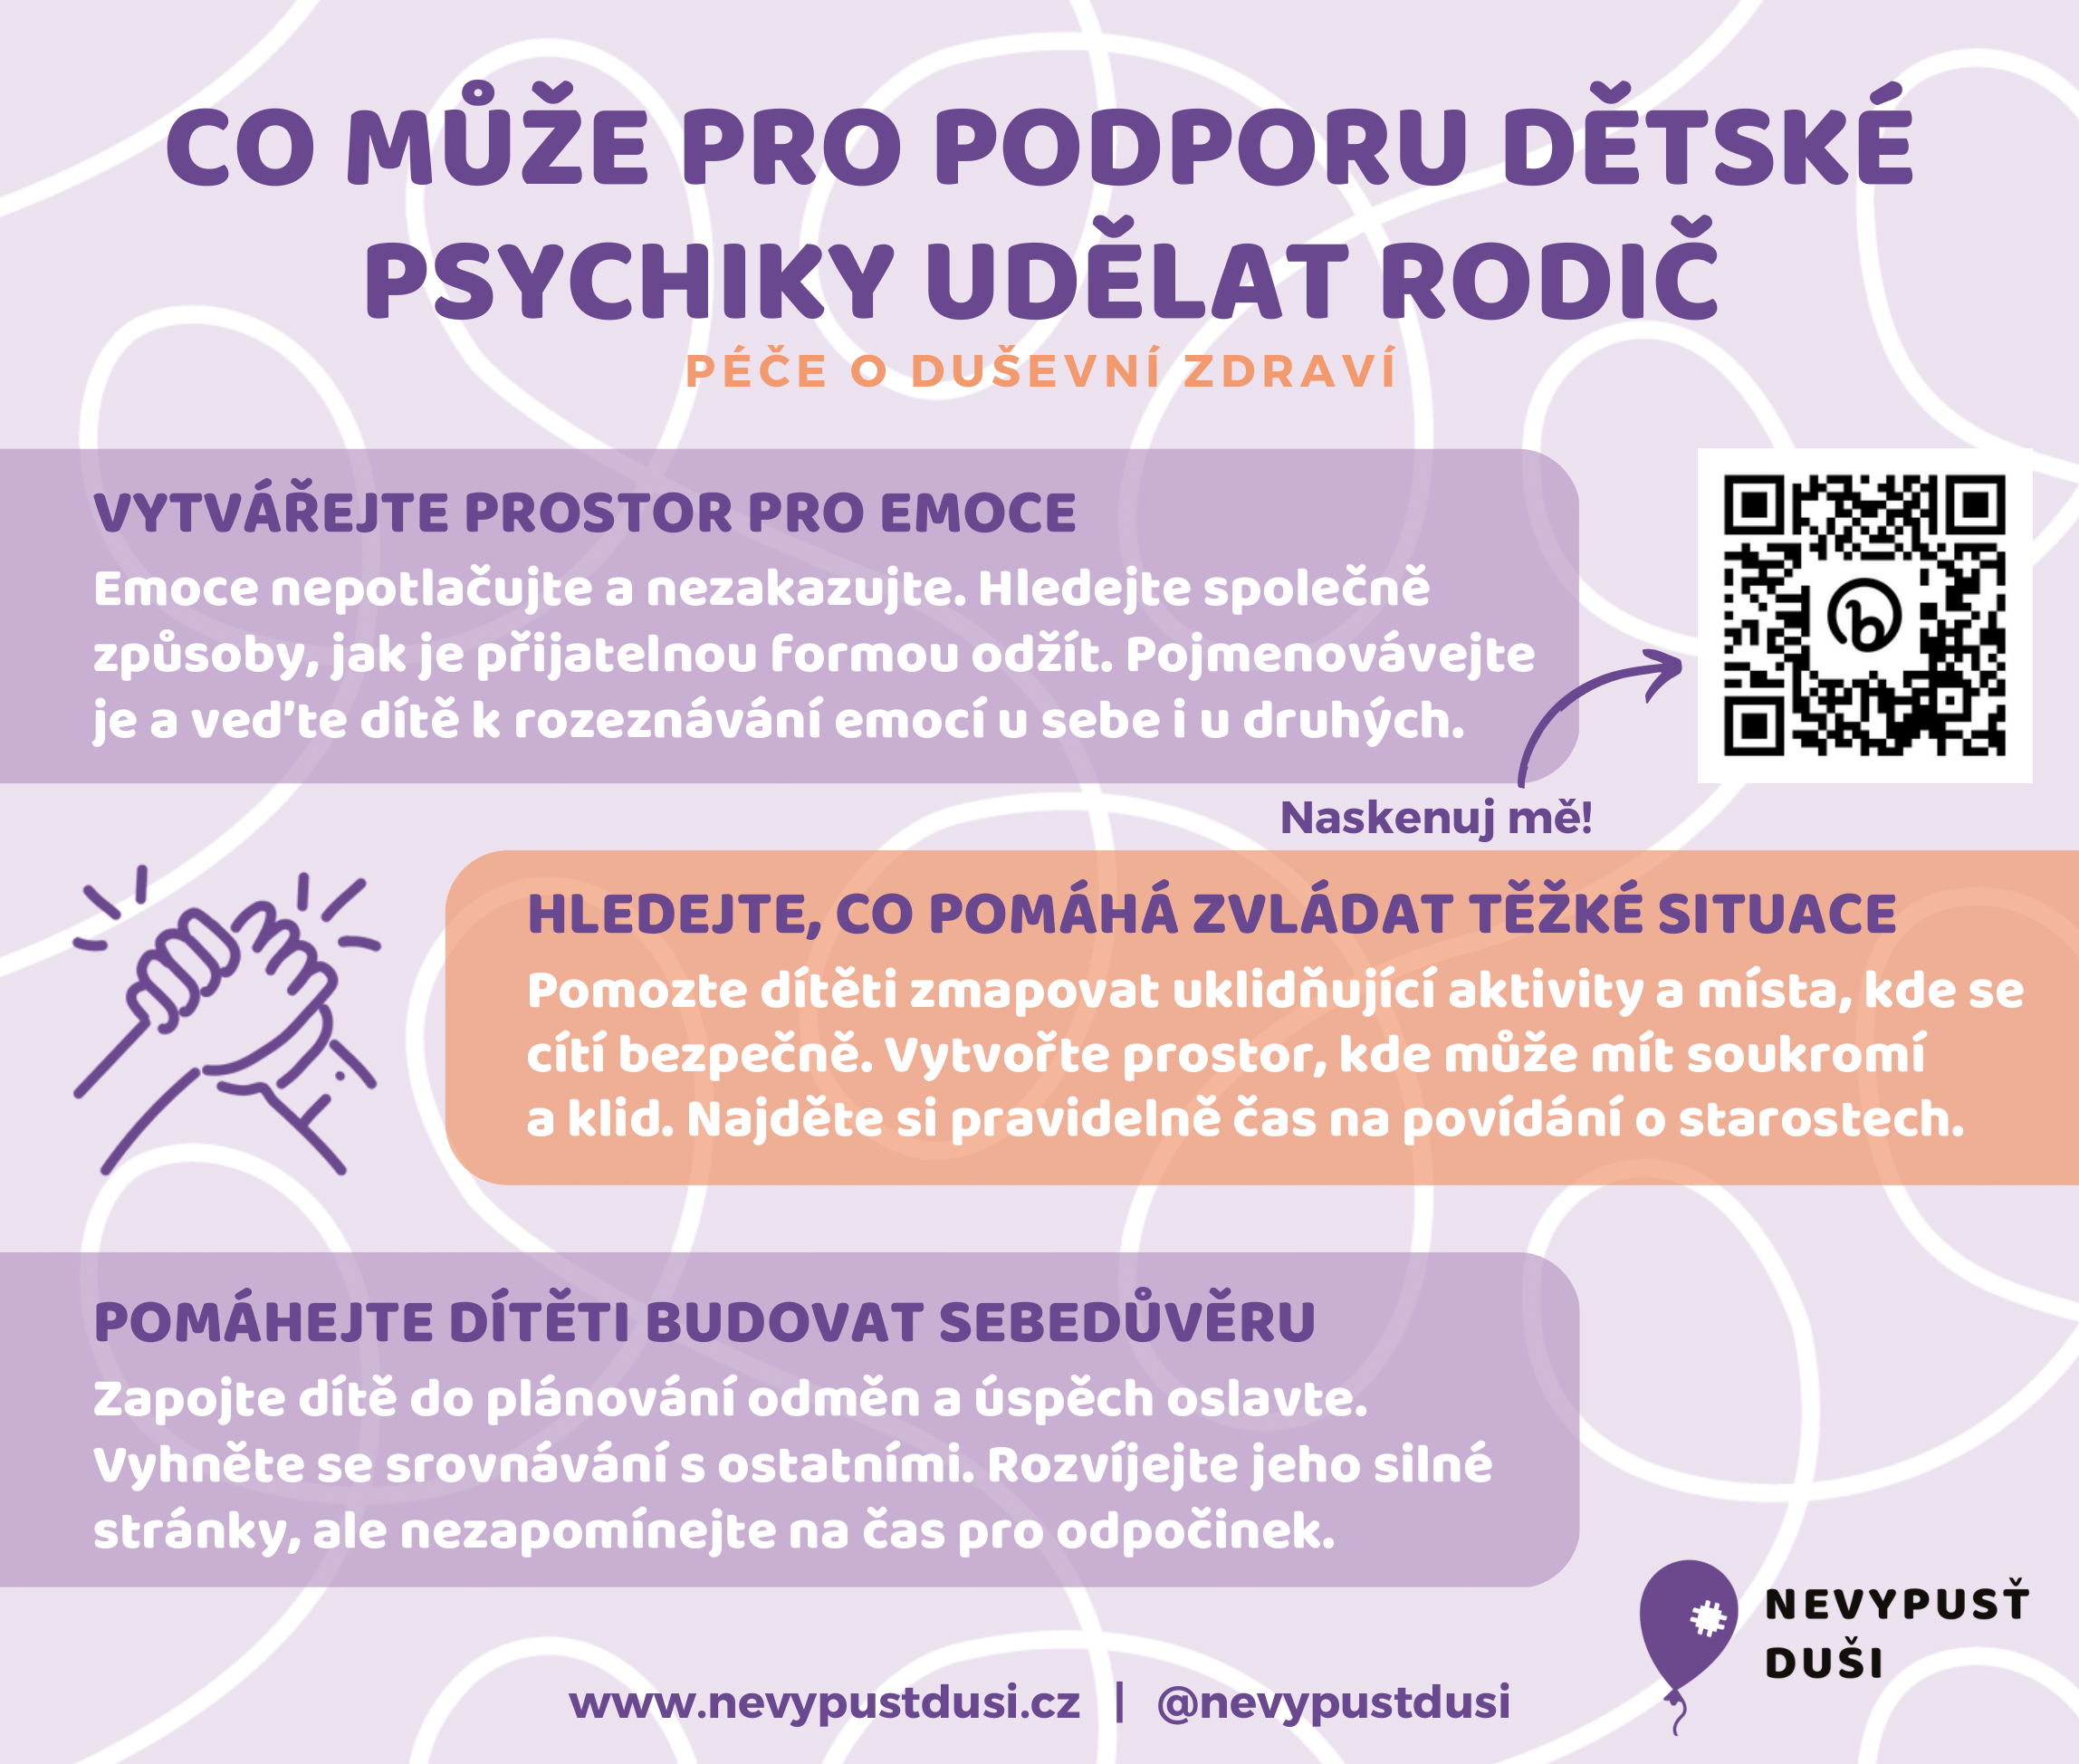 CO MŮŽE PRO PODPORU DĚTSKÉ
PSYCHIKY UDĚLAT RODIČ
PÉČE O DUŠEVNÍ ZDRAVÍ
VYTVÁŘEJTE PROSTOR PRO EMOCE
Emoce nepotlačujte a nezakazujte. Hledejte společně
způsoby, jak je přijatelnou formou odžít. Pojmenovávejte
je a veďte dítě k rozeznávání emocí u sebe i u druhých.
Naskenuj mě!
HLEDEJTE, CO POMÁHÁ ZVLÁDAT TĚŽKÉ SITUACE
Pomozte dítěti zmapovat uklidňující aktivity a místa, kde se
cítí bezpečně. Vytvořte prostor, kde může mít soukromí
a klid. Najděte si pravidelně čas na povídání o starostech.
POMÁHEJTE DÍTĚTI BUDOVAT SEBEDŮVĚRU
Zapojte dítě do plánování odměn a úspěch oslavte.
Vyhněte se srovnávání s ostatními. Rozvíjejte jeho silné
stránky, ale nezapomínejte na čas pro odpočinek.
NEVYPUSŤ
DUŠI
www.nevypustdusi.cz | @nevypustdusi